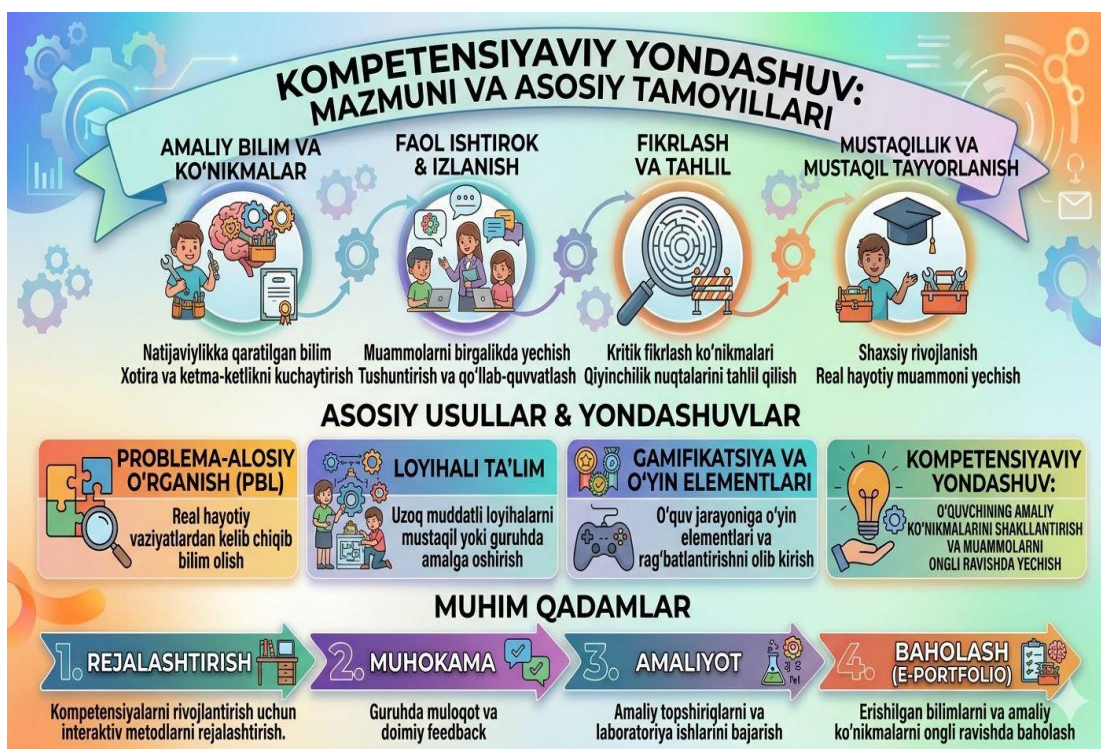 KOMPETENSIYAVIY YONDASHUV:
MAZMUNI VA ASOSIY TAMOYILLARI
AMALIY BILIM VA
KO‘NIKMALAR
Natijaviylikka qaratilgan bilim
Xotira va ketma-ketlikni kuchaytirish
FAOL ISHTIROK
& IZLANISH
Muammolarni birgalikda yechish
Tushuntirish va qo‘llab-quvvatlash
FIKRLASH
VA TAHLIL
Kritik fikrlash ko‘nikmalari
Qiyinchilik nuqtalarini tahlil qilish
MUSTAQILLIK VA
MUSTAQIL TAYYORLANISH
Shaxsiy rivojlanish
Real hayotiy muammoni yechish
ASOSIY USULLAR & YONDASHUVLAR
PROBLEMA-ALOSIY
O‘RGANISH (PBL)
Real hayotiy
vaziyatlardan kelib chiqib
bilim olish
LOYIHALI TA’LIM
Uzoq muddatli loyihalarni
mustaqil yoki guruhda
amalga oshirish
GAMIFIKATSIYA VA
O‘YIN ELEMENTLARI
O‘quv jarayoniga o‘yin
elementlari va
rag‘batlantirishni olib kirish
KOMPETENSIYAVIY
YONDASHUV:
O‘QUVCHINING AMALIY
KO‘NIKMALARINI SHAKLLANTIRISH
VA MUAMMOLARNI
ONGLI RAVISHDA YECHISH
MUHIM QADAMLAR
1. REJALASHTIRISH
Kompetensiyalarni rivojlantirish uchun
interaktiv metodlarni rejalashtirish.
2. MUHOKAMA
Guruhda muloqot va
doimiy feedback
3. AMALIYOT
Amaliy topshiriqlarni va
laboratoriya ishlarini bajarish
4. BAHOLASH
(E-PORTFOLIO)
Erishilgan bilimlarni va amaliy
ko‘nikmalarni ongli ravishda baholash